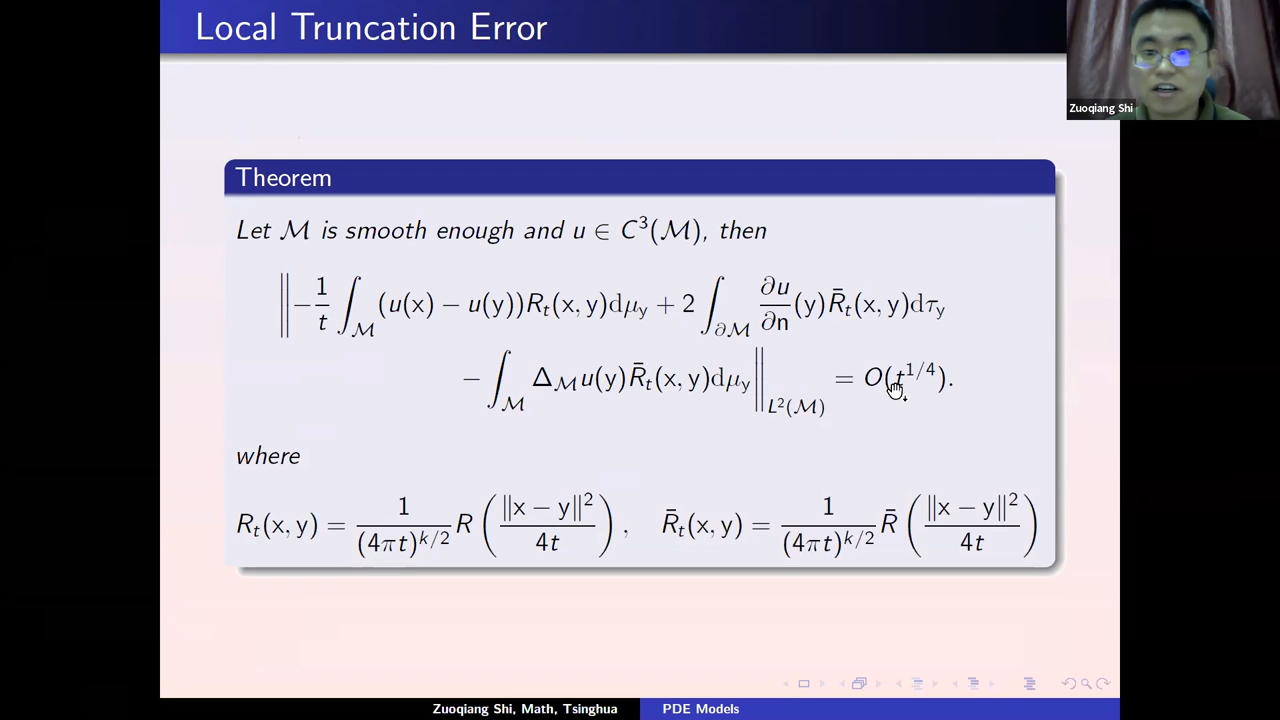 Local Truncation Error
Zuoqiang Shi
Theorem
Let ℳ is smooth enough and u ∈ C³(ℳ), then
‖−1/t ∫_ℳ (u(x) − u(y))R_t(x, y)dμ_y + 2 ∫_∂ℳ ∂u/∂n (y)R̄_t(x, y)dτ_y
− ∫_ℳ Δ_ℳ u(y)R̄_t(x, y)dμ_y‖_L²(ℳ) = O(t^{1/4}).
where
R_t(x, y) = 1/(4πt)^{k/2} R(‖x − y‖²/4t), R̄_t(x, y) = 1/(4πt)^{k/2} R̄(‖x − y‖²/4t)
Zuoqiang Shi, Math, Tsinghua PDE Models